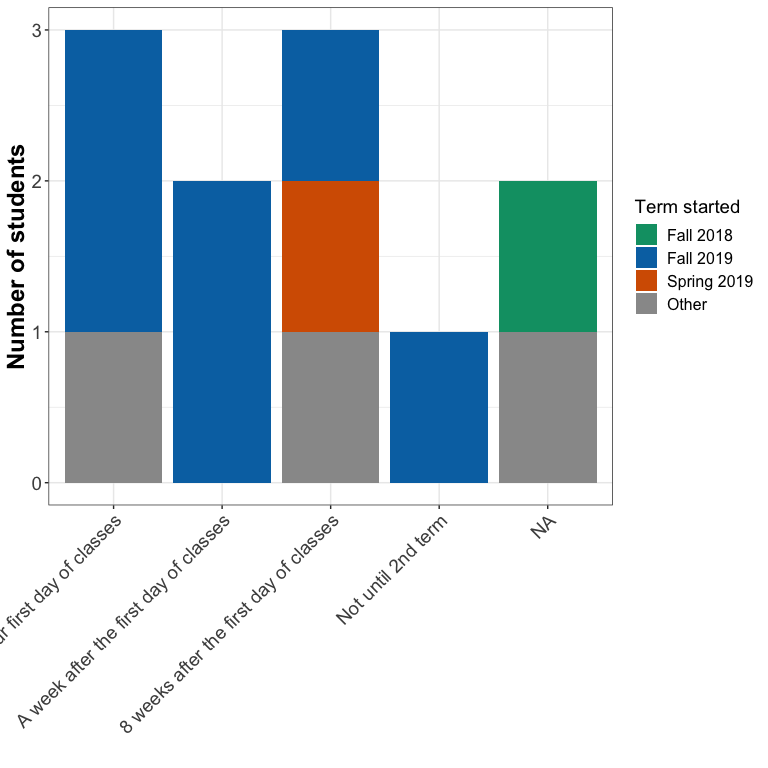 Number of students
3
2
1
0
first day of classes
A week after the first day of classes
8 weeks after the first day of classes
Not until 2nd term
NA
Term started
Fall 2018
Fall 2019
Spring 2019
Other